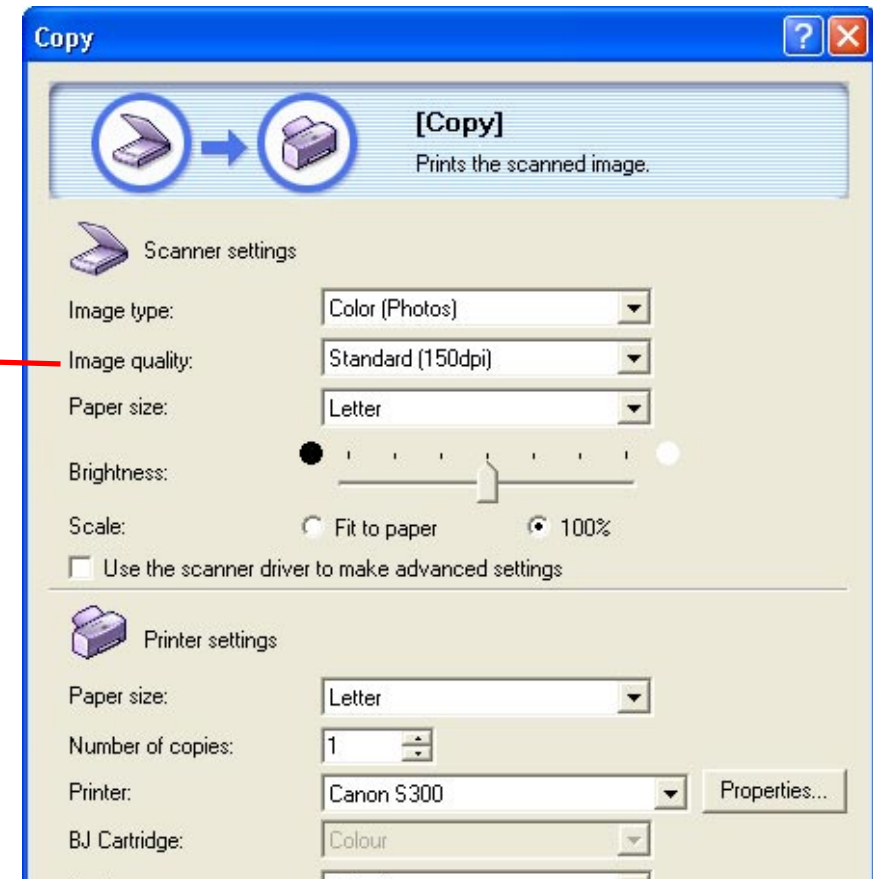 Copy
[Copy]
Prints the scanned image.
Scanner settings
Image type: Color (Photos)
Image quality: Standard (150dpi)
Paper size: Letter
Brightness:
Scale: Fit to paper 100%
Use the scanner driver to make advanced settings
Printer settings
Paper size: Letter
Number of copies: 1
Printer: Canon S300 Properties...
BJ Cartridge: Colour